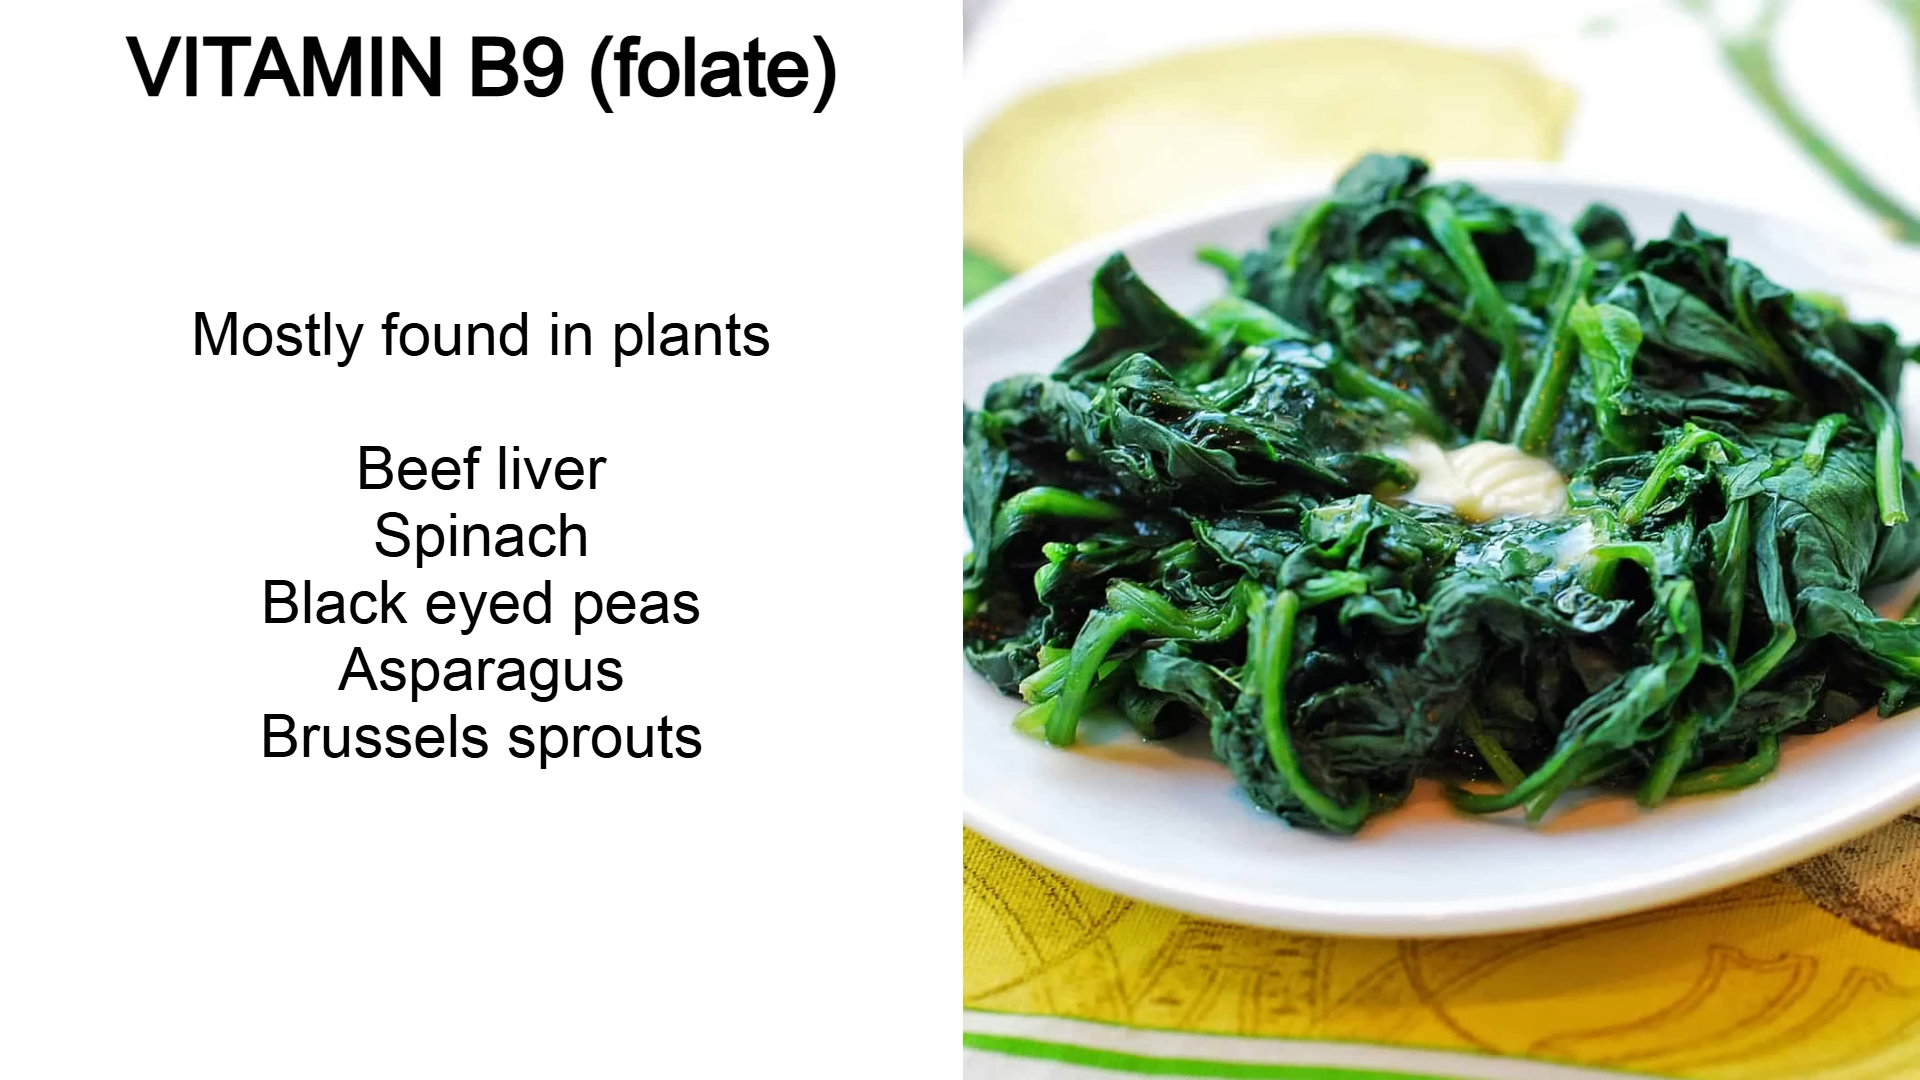 VITAMIN B9 (folate)
Mostly found in plants
Beef liver
Spinach
Black eyed peas
Asparagus
Brussels sprouts